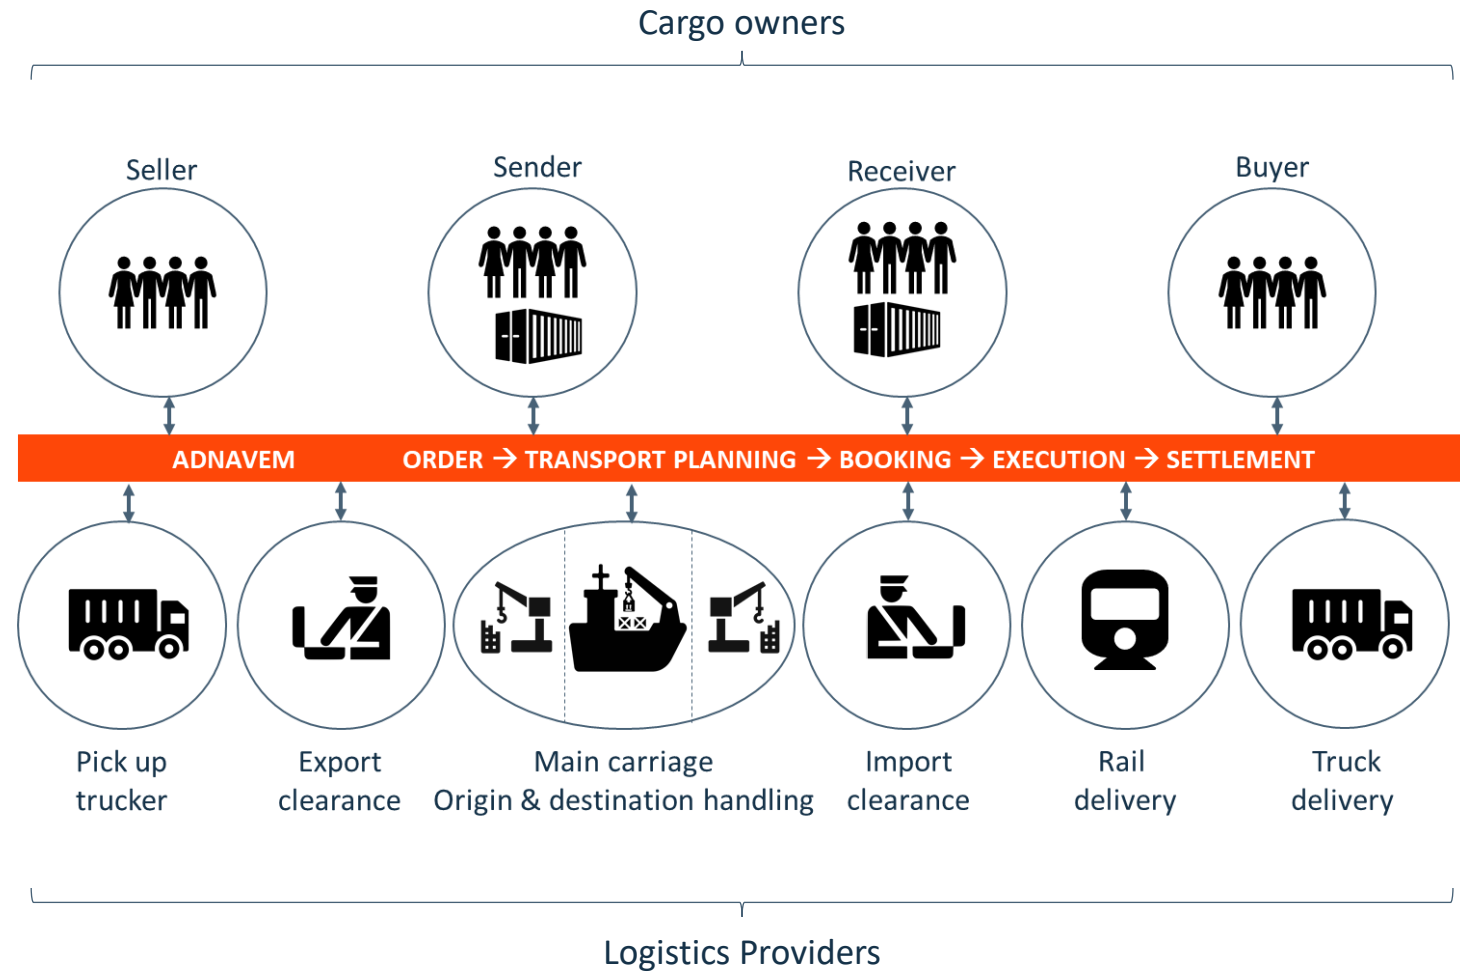 Cargo owners
Seller
Sender
Receiver
Buyer
ADNAVEM
ORDER → TRANSPORT PLANNING → BOOKING → EXECUTION → SETTLEMENT
Pick up
trucker
Export
clearance
Main carriage
Origin & destination handling
Import
clearance
Rail
delivery
Truck
delivery
Logistics Providers